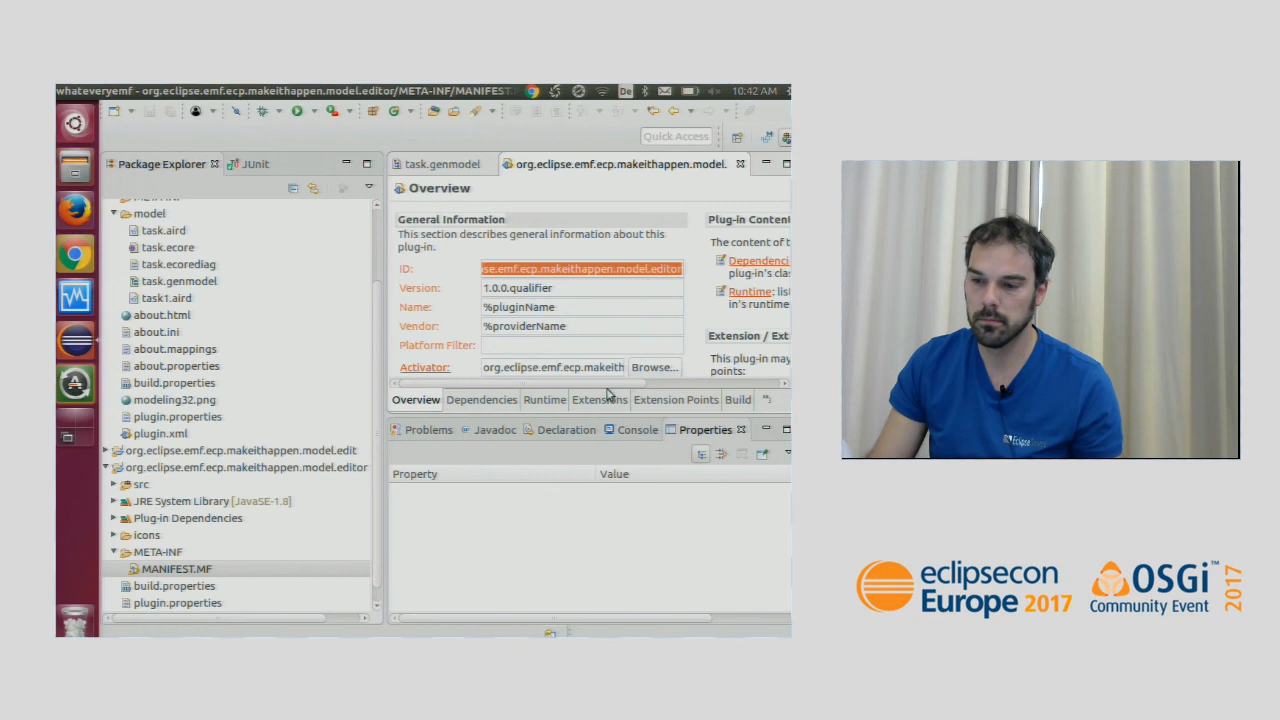 whateveryemf - org.eclipse.emf.ecp.makeithappen.model.editor/META-INF/MANIFEST.
De
10:42 AM
Quick Access
Package Explorer
JUnit
task.genmodel
org.eclipse.emf.ecp.makeithappen.model.
model
task.aird
task.ecore
task.ecorediag
task.genmodel
task1.aird
about.html
about.ini
about.mappings
about.properties
build.properties
modeling32.png
plugin.properties
plugin.xml
org.eclipse.emf.ecp.makeithappen.model.edit
org.eclipse.emf.ecp.makeithappen.model.editor
src
JRE System Library [JavaSE-1.8]
Plug-in Dependencies
icons
META-INF
MANIFEST.MF
build.properties
plugin.properties
Overview
General Information
This section describes general information about this
plug-in.
ID: se.emf.ecp.makeithappen.model.editor
Version: 1.0.0.qualifier
Name: %pluginName
Vendor: %providerName
Platform Filter:
Activator: org.eclipse.emf.ecp.makeith Browse...
Plug-in Conten
The content of t
Dependenci
plug-in's clas
Runtime: list
in's runtime
Extension / Ext
This plug-in may
points:
Overview Dependencies Runtime Extensions Extension Points Build
Problems Javadoc Declaration Console Properties
Property Value
eclipsecon
Europe 2017
OSGi™
Community Event
2017